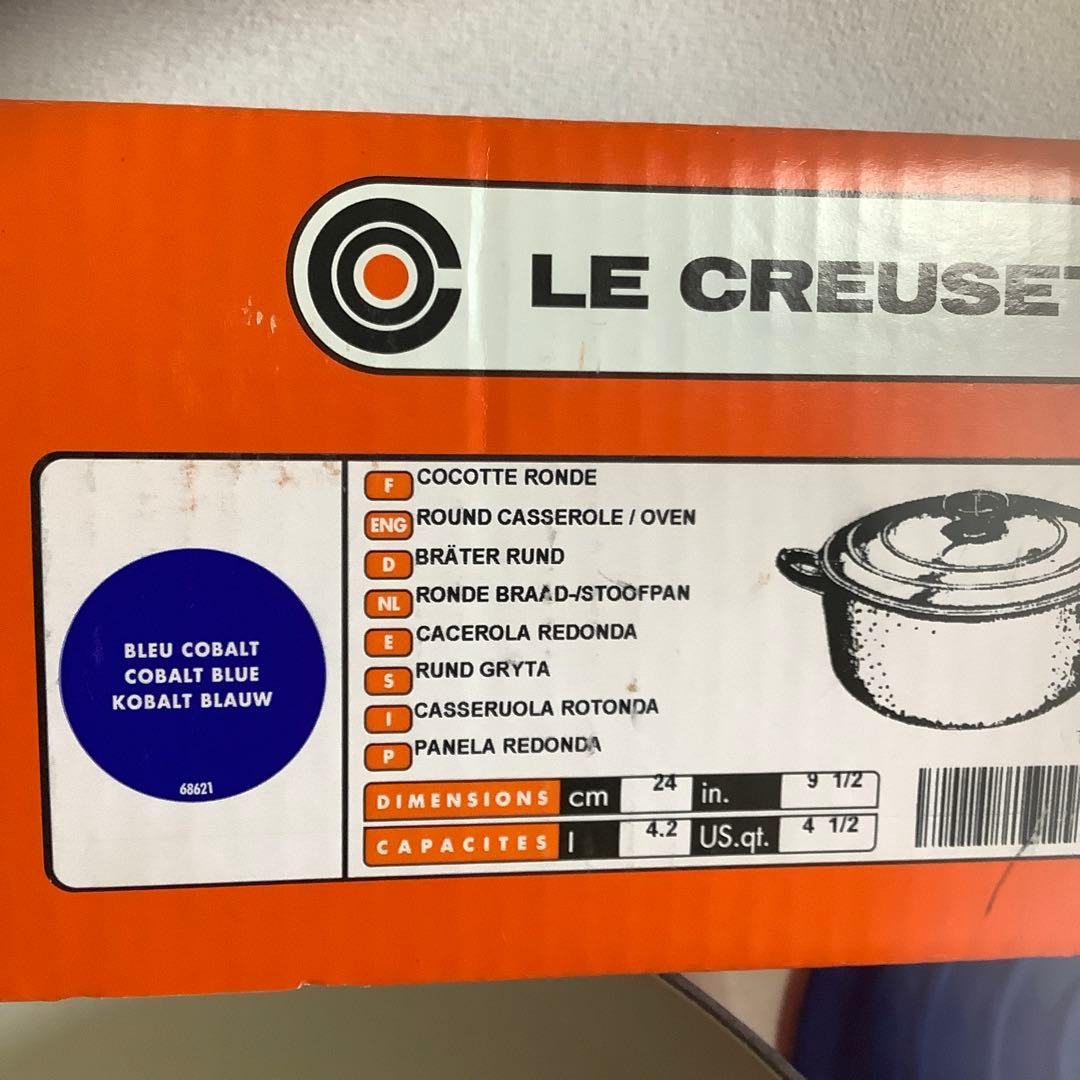 LE CREUSET
BLEU COBALT
COBALT BLUE
KOBALT BLAUW
68621
F COCOTTE RONDE
ENG ROUND CASSEROLE / OVEN
D BRÄTER RUND
NL RONDE BRAAD-/STOOFPAN
E CACEROLA REDONDA
S RUND GRYTA
I CASSERUOLA ROTONDA
P PANELA REDONDA
DIMENSIONS cm 24 in. 9 1/2
CAPACITES l 4.2 US.qt. 4 1/2